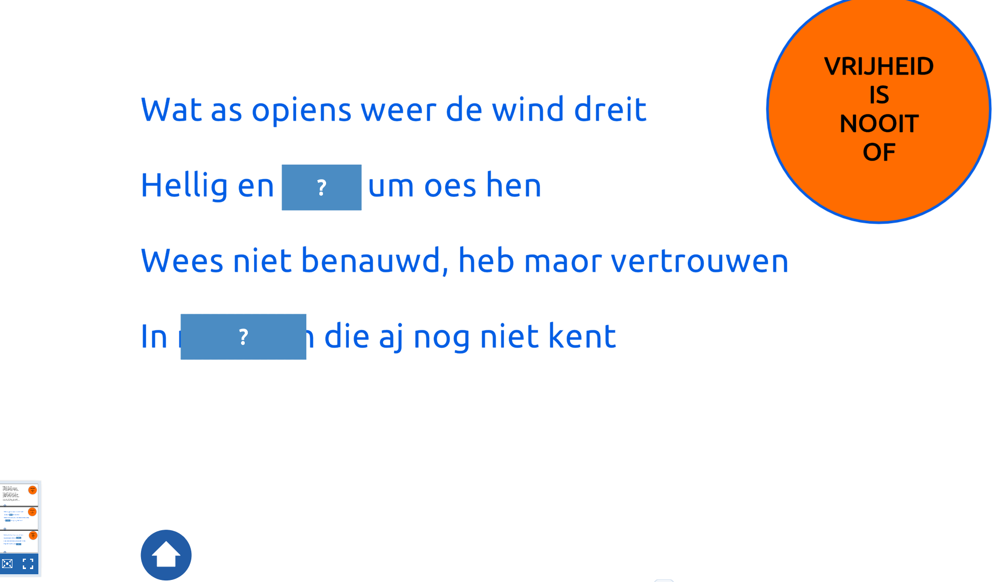 Wat as opiens weer de wind dreit
Hellig en ? um oes hen
Wees niet benauwd, heb maor vertrouwen
In ? die aj nog niet kent
VRIJHEID
IS
NOOIT
OF